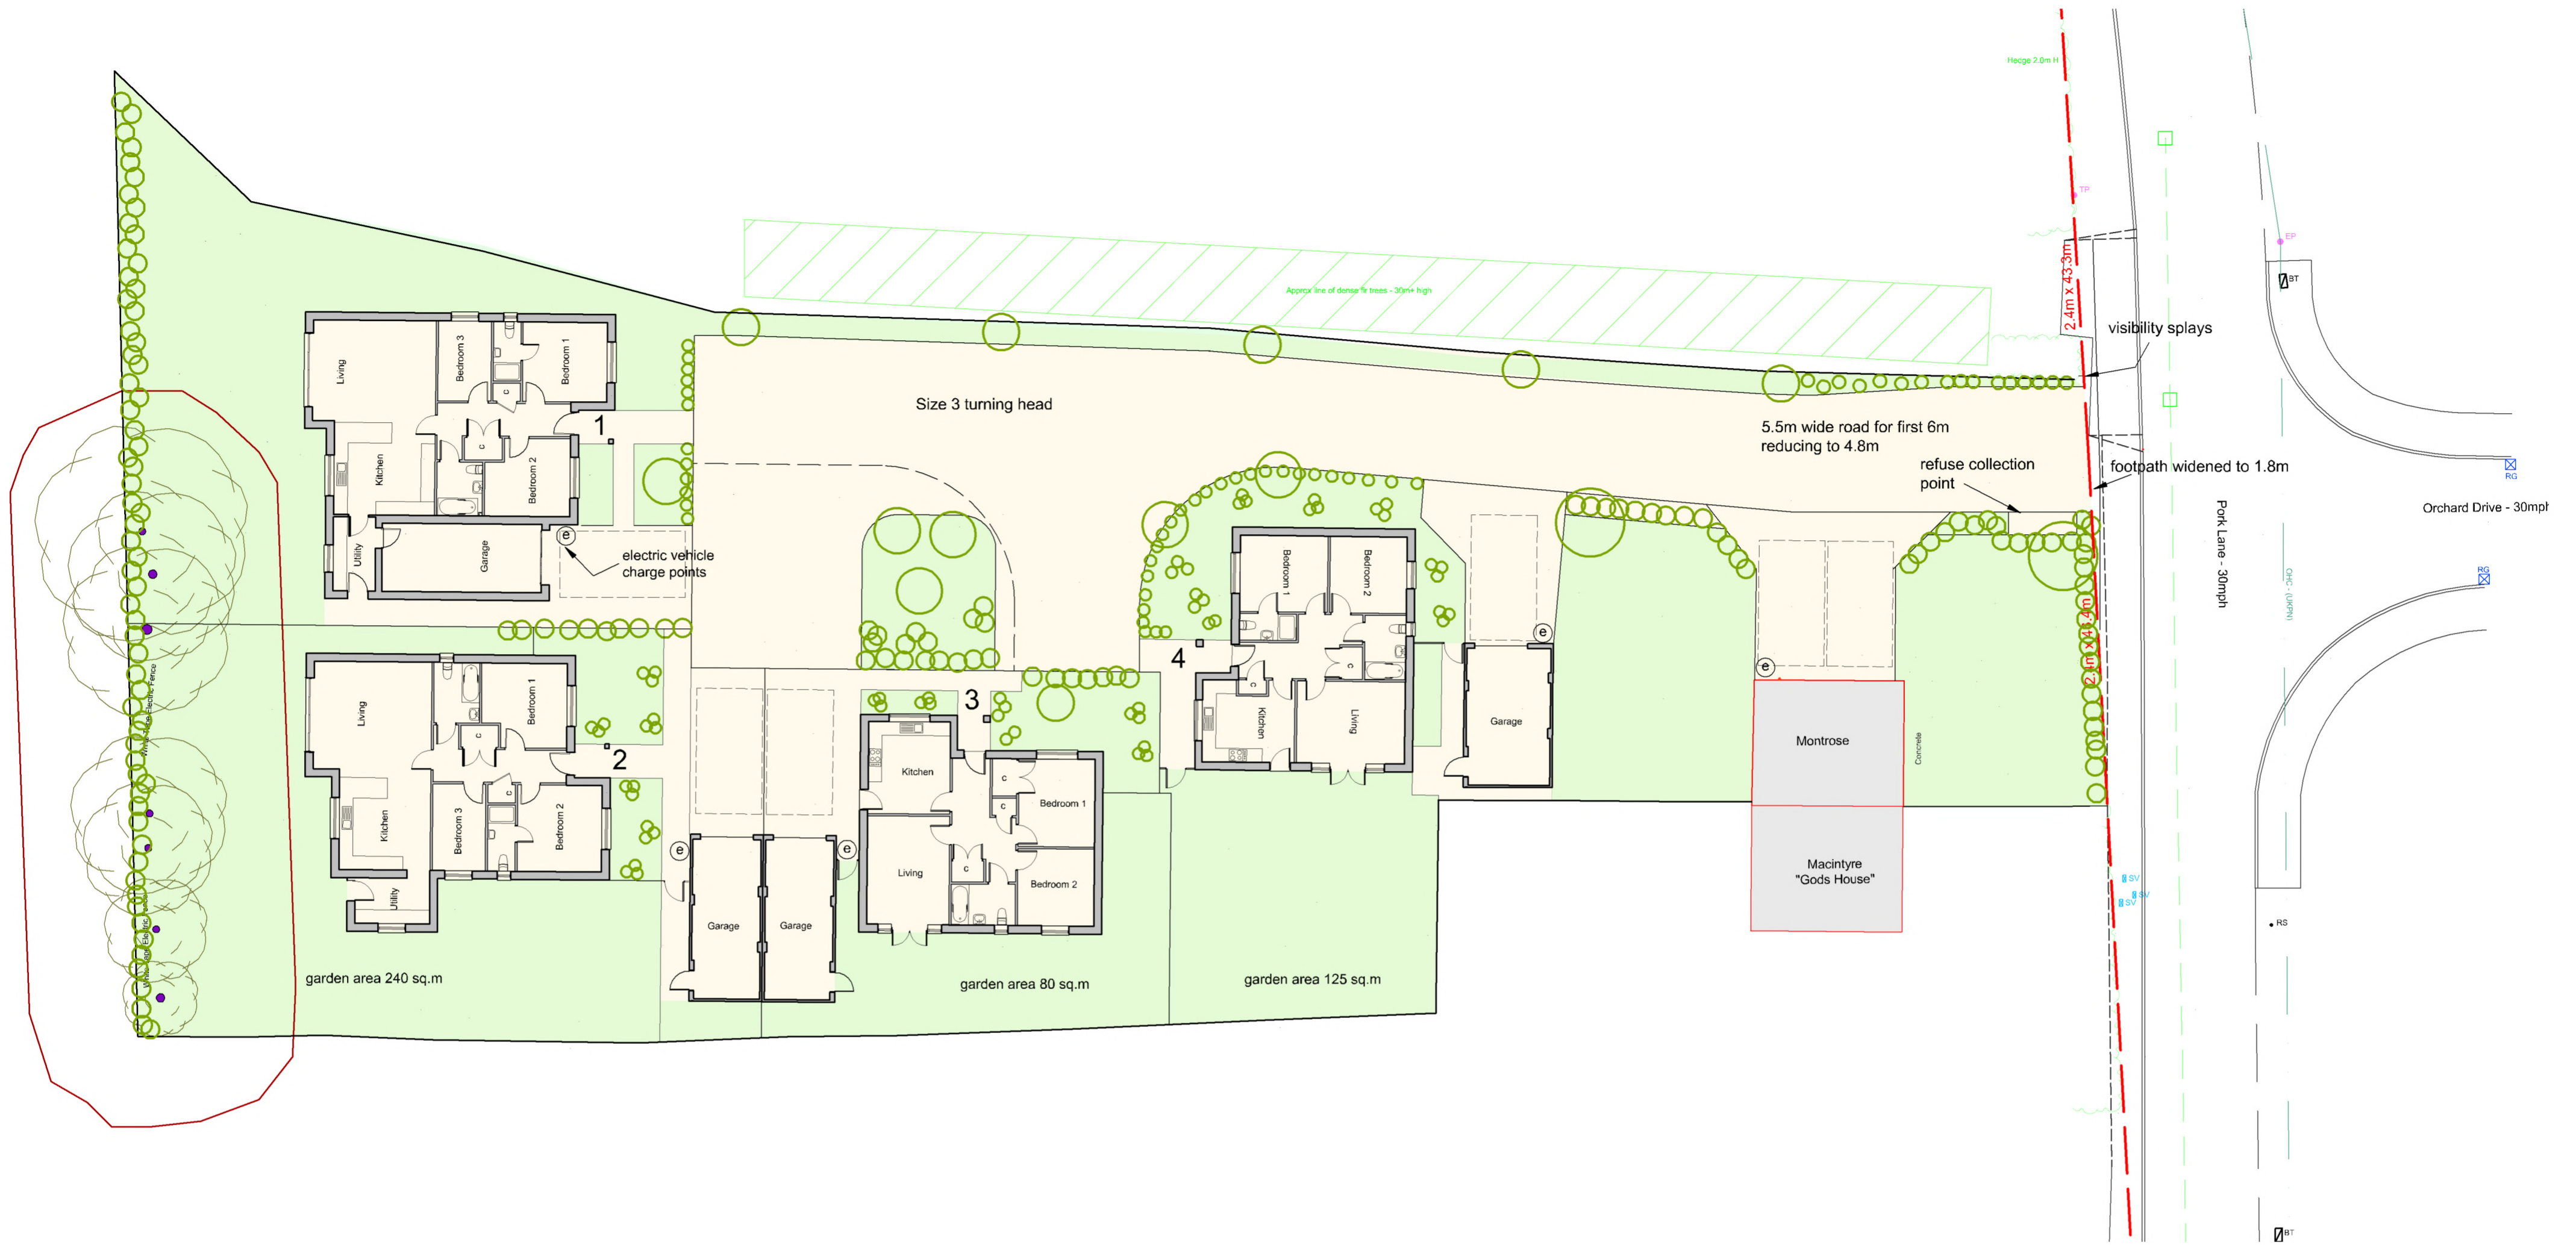 Hedge 2.0m H
TP
EP
BT
2.4m x 43.3m
visibility splays
Approx line of dense fir trees - 30m+ high
Size 3 turning head
5.5m wide road for first 6m
reducing to 4.8m
refuse collection
point
footpath widened to 1.8m
RG
Orchard Drive - 30mph
Pork Lane - 30mph
OHC - (UKPN)
RG
Living
Bedroom 3
Bedroom 1
c
1
c
Kitchen
Bedroom 2
Utility
Garage
e
electric vehicle
charge points
Bedroom 1
Bedroom 2
c
c
4
Kitchen
Living
e
Garage
e
Montrose
Concrete
Macintyre
"Gods House"
Living
Bedroom 1
c
2
Kitchen
Bedroom 3
c
Bedroom 2
Utility
3
Kitchen
c
Bedroom 1
c
Living
c
Bedroom 2
e
e
Garage
Garage
garden area 240 sq.m
garden area 80 sq.m
garden area 125 sq.m
SV
SV
SV
RS
BT